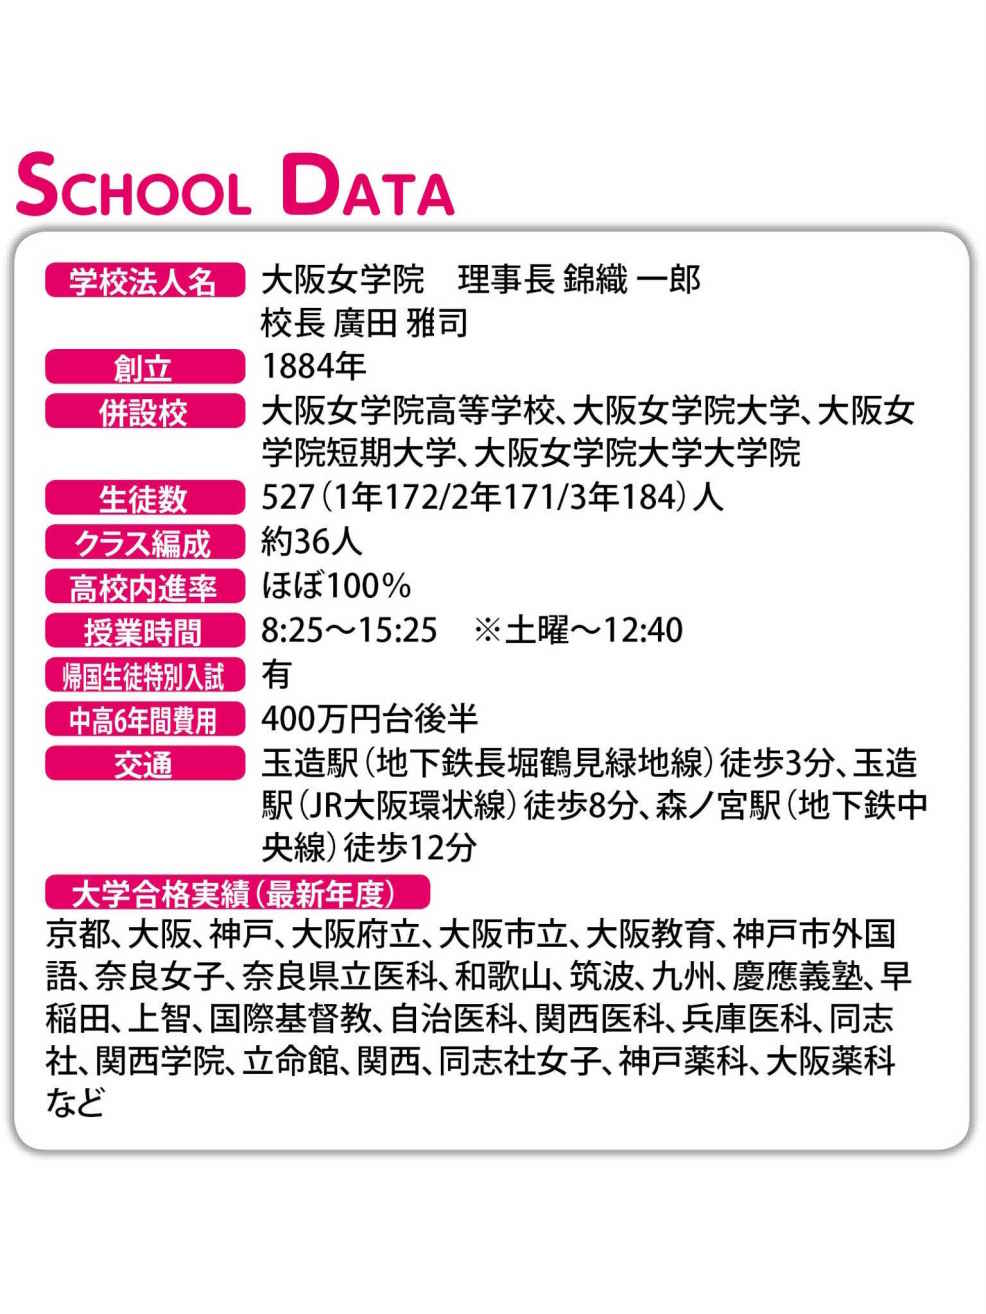 SCHOOL DATA
学校法人名 大阪女学院　理事長 錦織 一郎
校長 廣田 雅司
創立 1884年
併設校 大阪女学院高等学校、大阪女学院大学、大阪女
学院短期大学、大阪女学院大学大学院
生徒数 527（1年172/2年171/3年184）人
クラス編成 約36人
高校内進率 ほぼ100％
授業時間 8:25～15:25　※土曜～12:40
帰国生徒特別入試 有
中高6年間費用 400万円台後半
交通 玉造駅（地下鉄長堀鶴見緑地線）徒歩3分、玉造
駅（JR大阪環状線）徒歩8分、森ノ宮駅（地下鉄中
央線）徒歩12分
大学合格実績（最新年度）
京都、大阪、神戸、大阪府立、大阪市立、大阪教育、神戸市外国
語、奈良女子、奈良県立医科、和歌山、筑波、九州、慶應義塾、早
稲田、上智、国際基督教、自治医科、関西医科、兵庫医科、同志
社、関西学院、立命館、関西、同志社女子、神戸薬科、大阪薬科
など